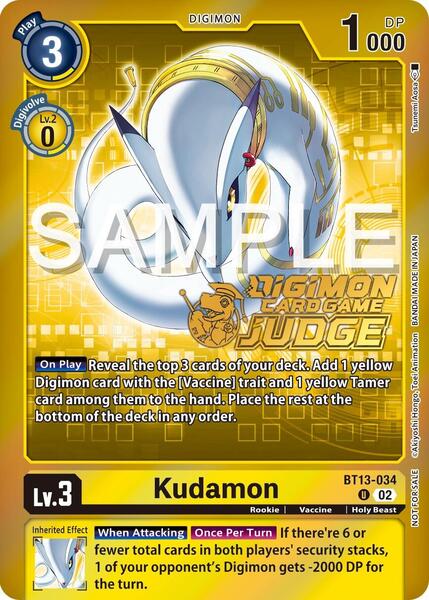 DIGIMON
Play
3
DP
1000
Digivolve
Lv.2
0
Tsunemi/Aosa
SAMPLE
DIGIMON
CARD GAME
JUDGE
On Play Reveal the top 3 cards of your deck. Add 1 yellow
Digimon card with the [Vaccine] trait and 1 yellow Tamer
card among them to the hand. Place the rest at the
bottom of the deck in any order.
©Akiyoshi Hongo, Toei Animation BANDAI MADE IN JAPAN
NOT FOR SALE
Lv.3
Kudamon
BT13-034
U 02
Rookie | Vaccine | Holy Beast
Inherited Effect
When Attacking Once Per Turn If there's 6 or
fewer total cards in both players' security stacks,
1 of your opponent's Digimon gets -2000 DP for
the turn.